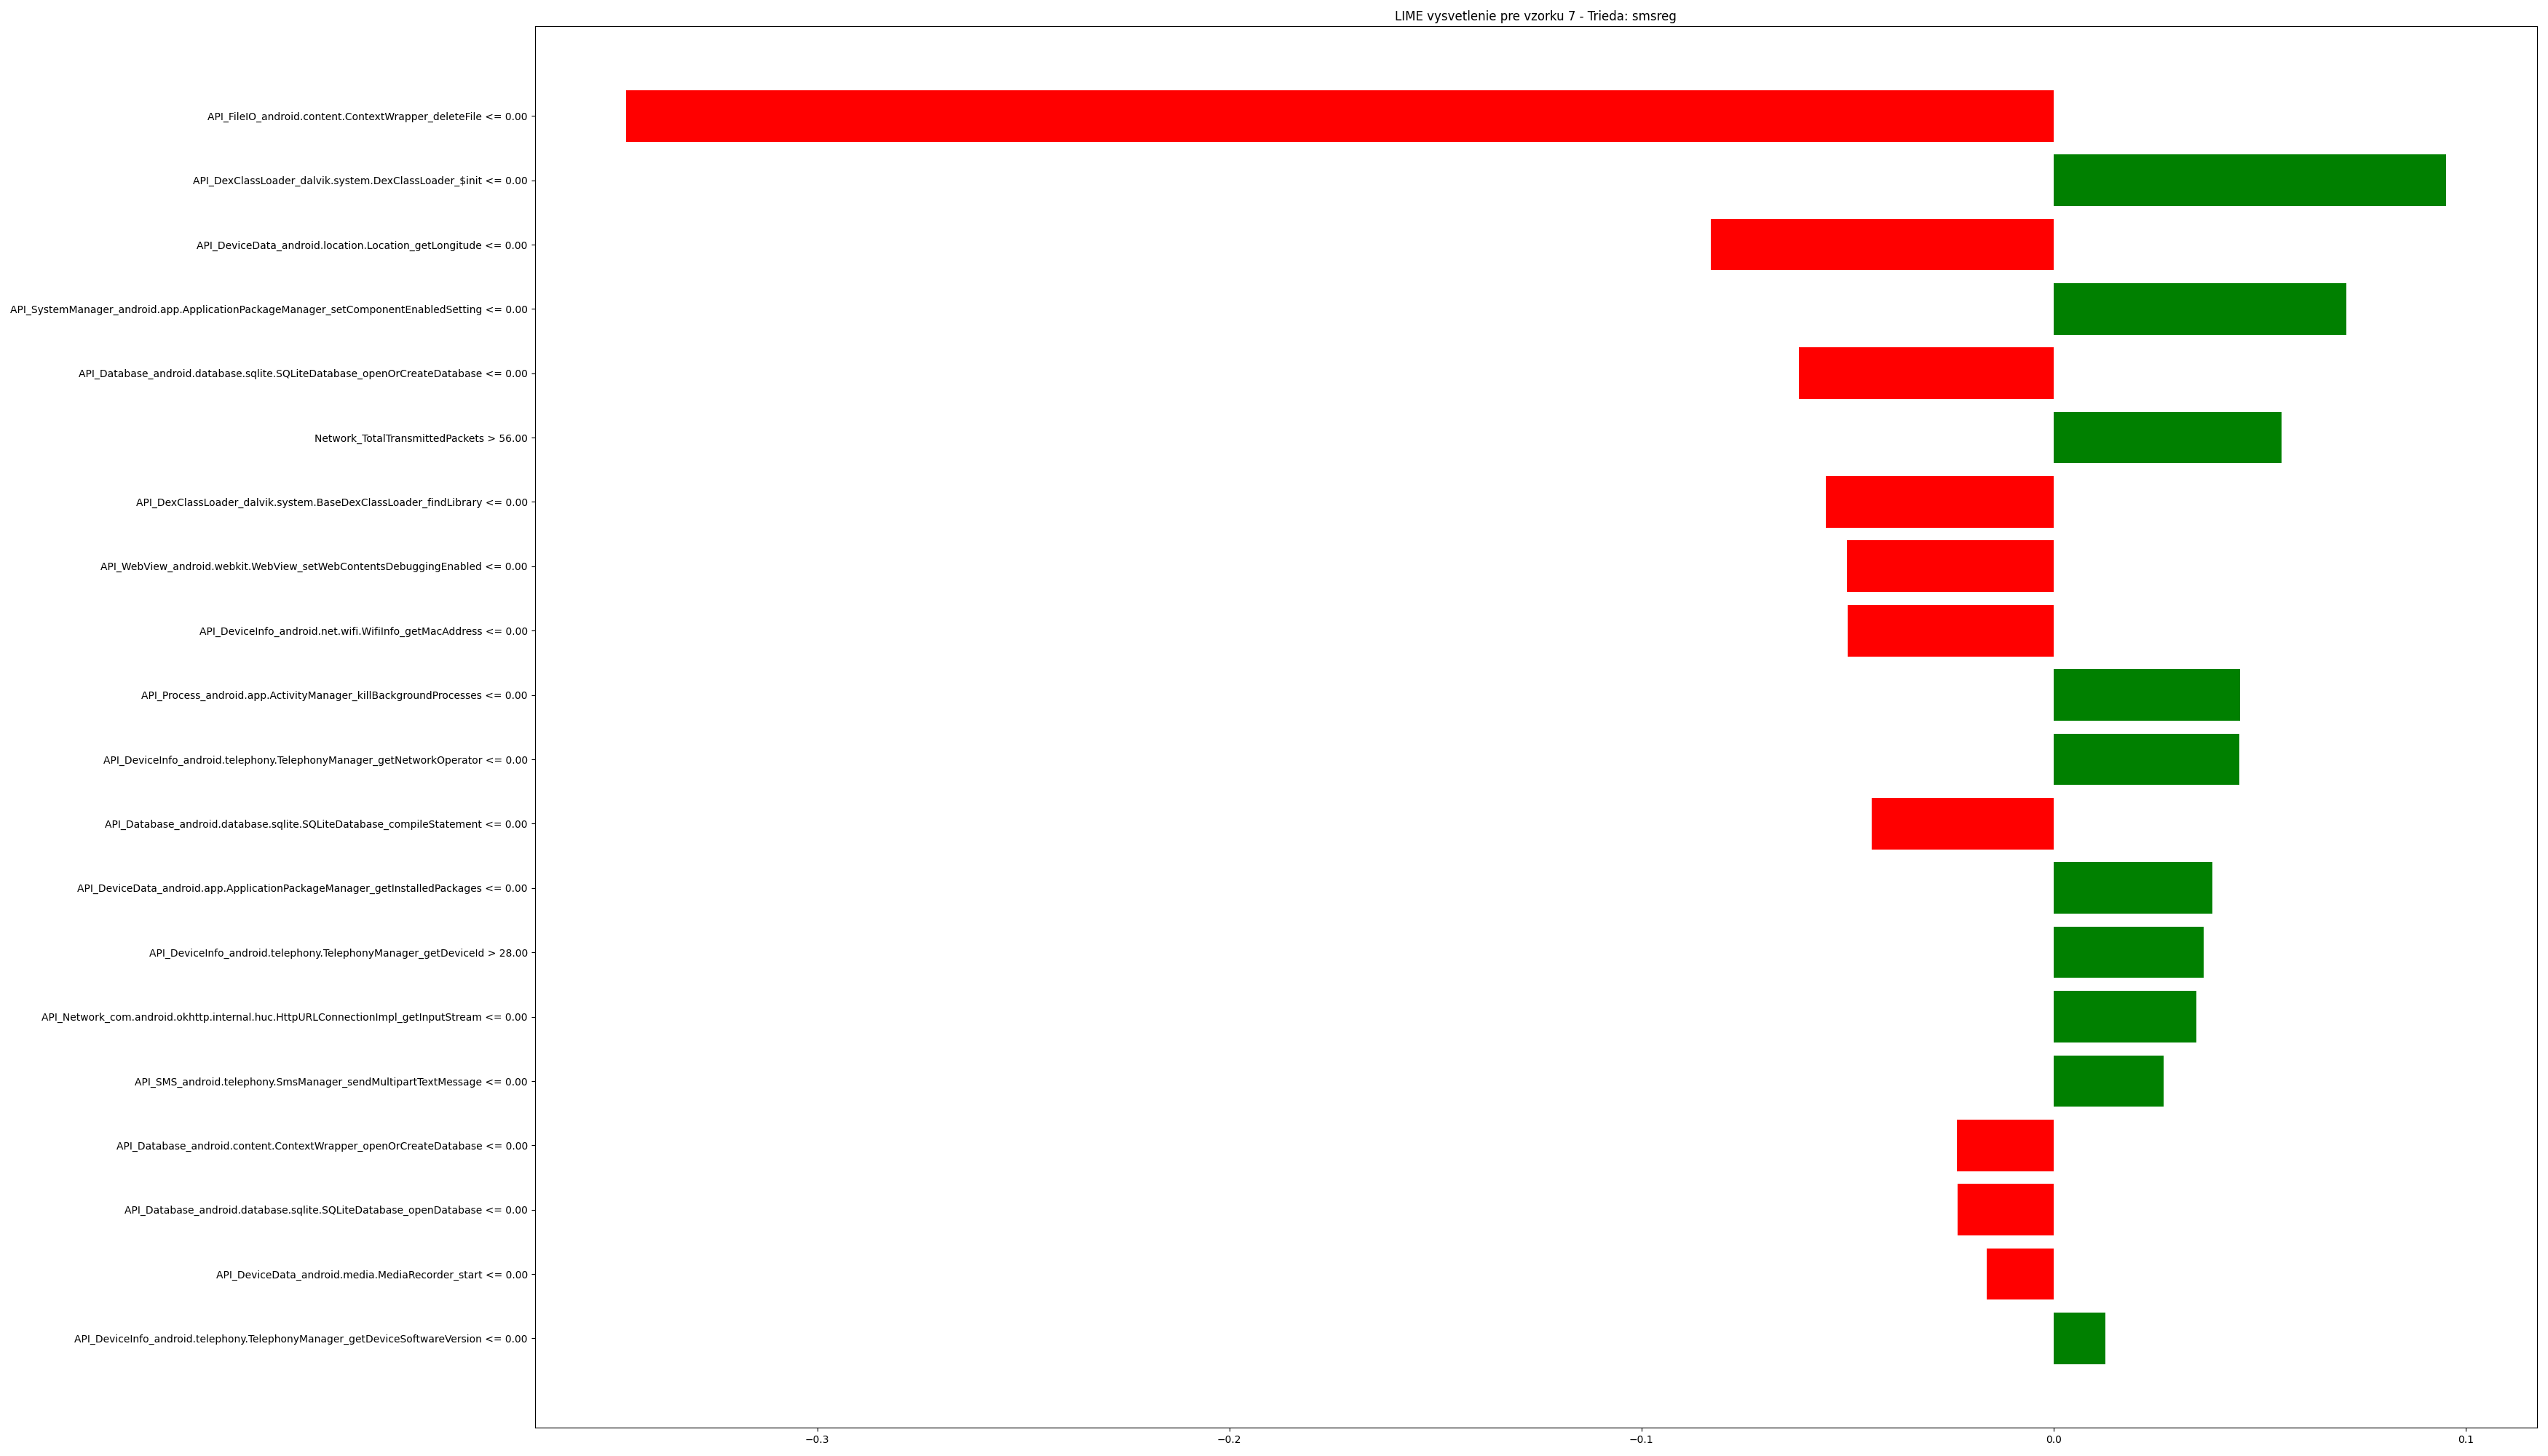 LIME vysvetlenie pre vzorku 7 - Trieda: smsreg
API_FileIO_android.content.ContextWrapper_deleteFile <= 0.00
API_DexClassLoader_dalvik.system.DexClassLoader_$init <= 0.00
API_DeviceData_android.location.Location_getLongitude <= 0.00
API_SystemManager_android.app.ApplicationPackageManager_setComponentEnabledSetting <= 0.00
API_Database_android.database.sqlite.SQLiteDatabase_openOrCreateDatabase <= 0.00
Network_TotalTransmittedPackets > 56.00
API_DexClassLoader_dalvik.system.BaseDexClassLoader_findLibrary <= 0.00
API_WebView_android.webkit.WebView_setWebContentsDebuggingEnabled <= 0.00
API_DeviceInfo_android.net.wifi.WifiInfo_getMacAddress <= 0.00
API_Process_android.app.ActivityManager_killBackgroundProcesses <= 0.00
API_DeviceInfo_android.telephony.TelephonyManager_getNetworkOperator <= 0.00
API_Database_android.database.sqlite.SQLiteDatabase_compileStatement <= 0.00
API_DeviceData_android.app.ApplicationPackageManager_getInstalledPackages <= 0.00
API_DeviceInfo_android.telephony.TelephonyManager_getDeviceId > 28.00
API_Network_com.android.okhttp.internal.huc.HttpURLConnectionImpl_getInputStream <= 0.00
API_SMS_android.telephony.SmsManager_sendMultipartTextMessage <= 0.00
API_Database_android.content.ContextWrapper_openOrCreateDatabase <= 0.00
API_Database_android.database.sqlite.SQLiteDatabase_openDatabase <= 0.00
API_DeviceData_android.media.MediaRecorder_start <= 0.00
API_DeviceInfo_android.telephony.TelephonyManager_getDeviceSoftwareVersion <= 0.00
−0.3 −0.2 −0.1 0.0 0.1